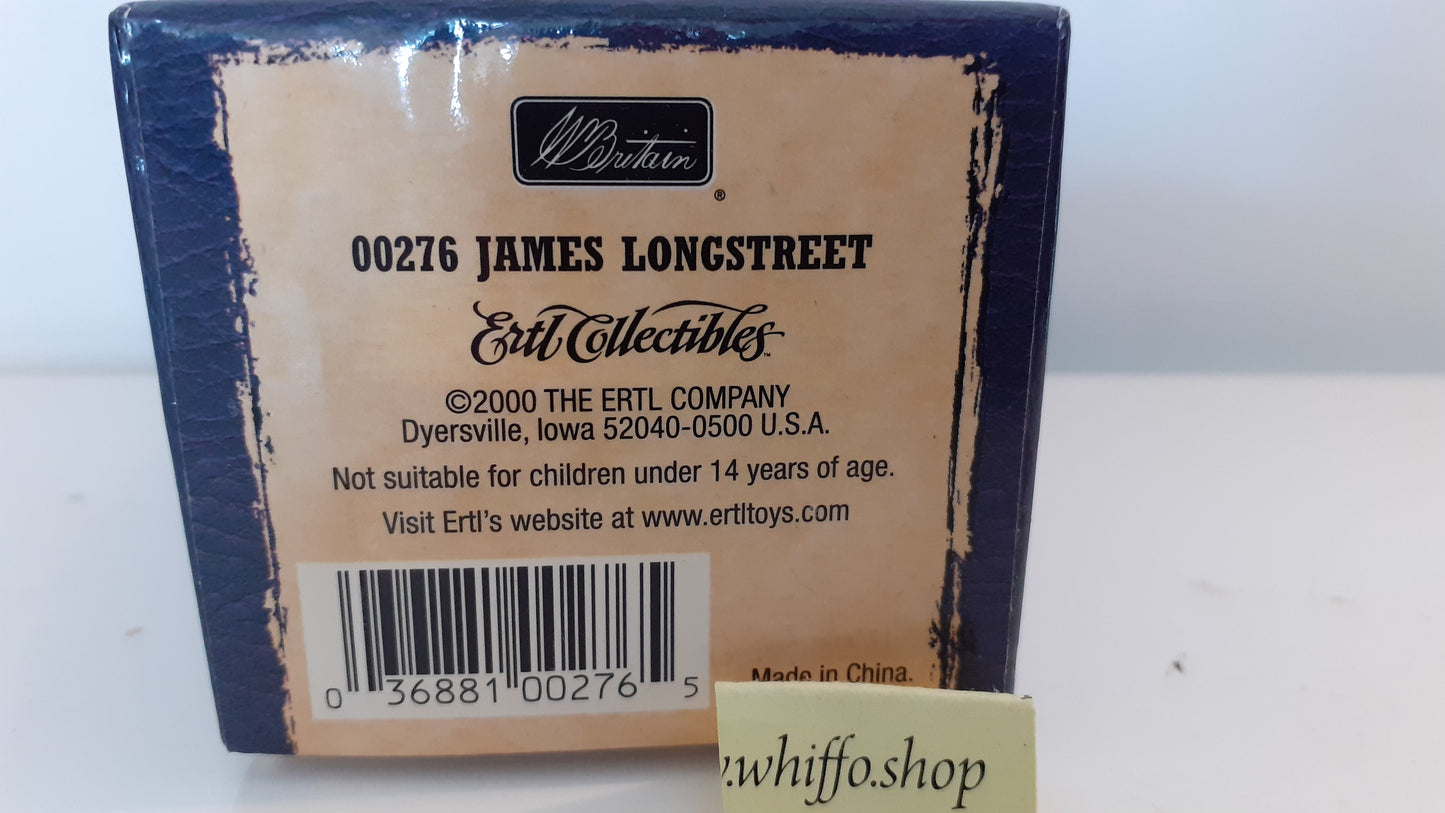 WBritain
®
00276 JAMES LONGSTREET
Ertl Collectibles™
©2000 THE ERTL COMPANY
Dyersville, Iowa 52040-0500 U.S.A.
Not suitable for children under 14 years of age.
Visit Ertl's website at www.ertltoys.com
0 36881 00276 5
Made in China.
.whiffo.shop